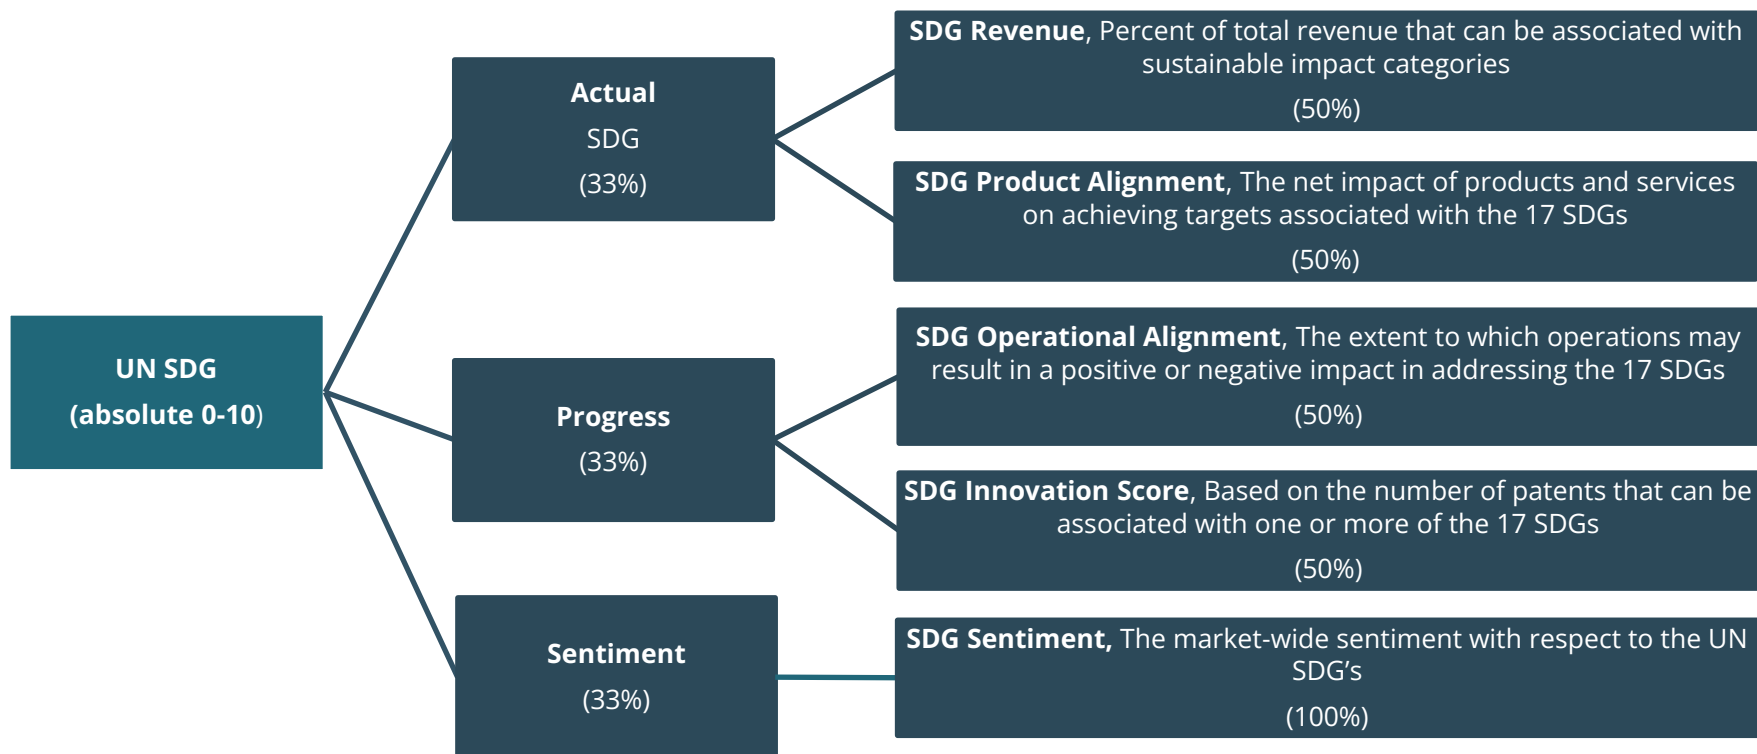 UN SDG
(absolute 0-10)
Actual
SDG
(33%)
SDG Revenue, Percent of total revenue that can be associated with
sustainable impact categories
(50%)
SDG Product Alignment, The net impact of products and services
on achieving targets associated with the 17 SDGs
(50%)
Progress
(33%)
SDG Operational Alignment, The extent to which operations may
result in a positive or negative impact in addressing the 17 SDGs
(50%)
SDG Innovation Score, Based on the number of patents that can be
associated with one or more of the 17 SDGs
(50%)
Sentiment
(33%)
SDG Sentiment, The market-wide sentiment with respect to the UN
SDG’s
(100%)